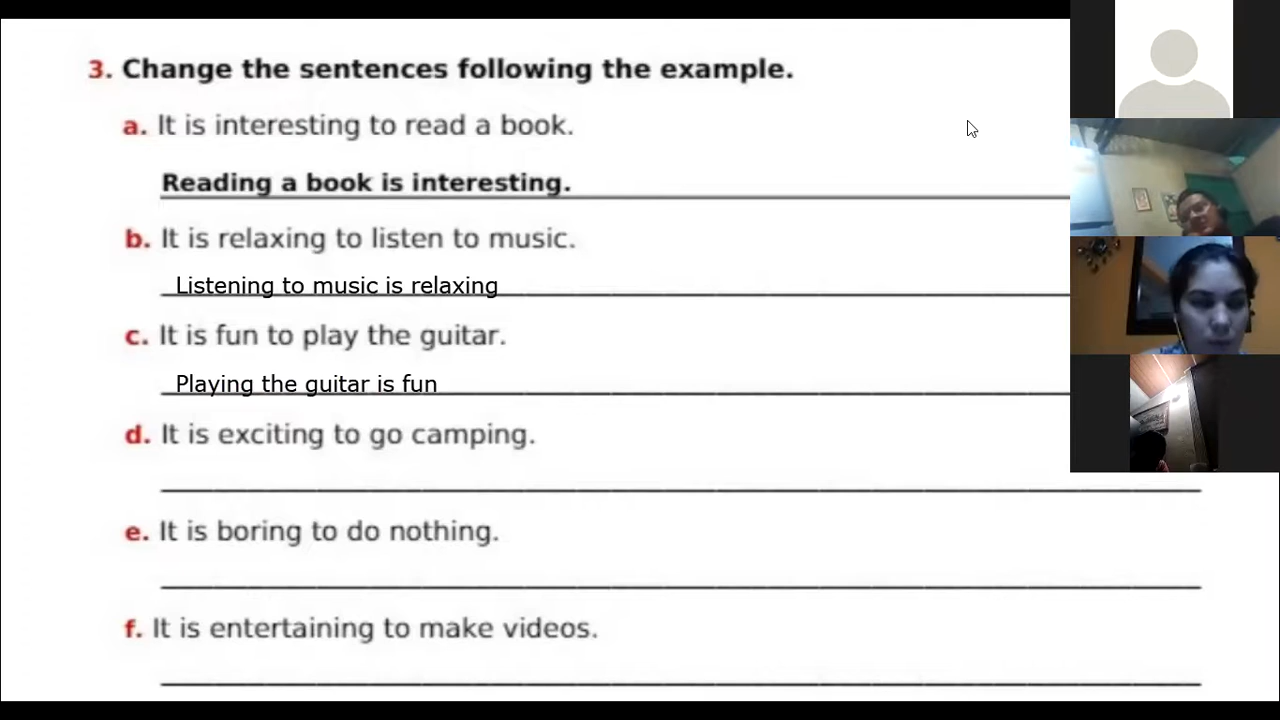 3. Change the sentences following the example.
a. It is interesting to read a book.
Reading a book is interesting.
b. It is relaxing to listen to music.
Listening to music is relaxing
c. It is fun to play the guitar.
Playing the guitar is fun
d. It is exciting to go camping.
e. It is boring to do nothing.
f. It is entertaining to make videos.